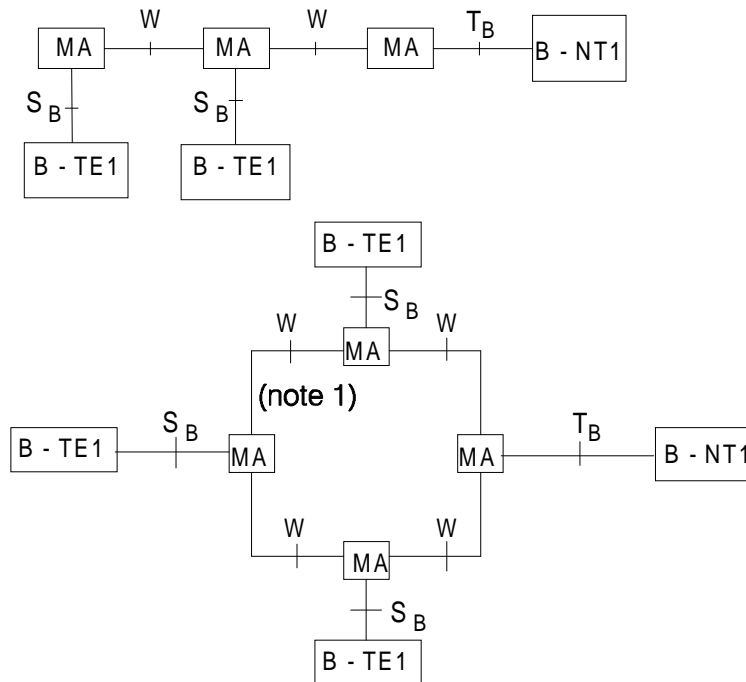 W W T B
MA MA MA B - NT1
S B S B
B - TE1 B - TE1
B - TE1
S B
W W
MA
(note 1)
S B T B
B - TE1 MA MA B - NT1
W W
MA
S B
B - TE1